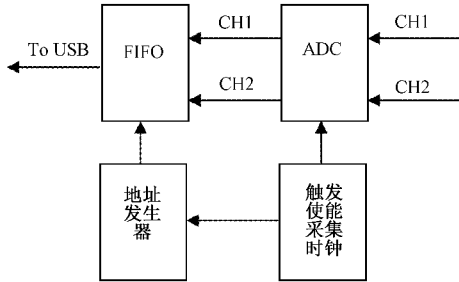 CH1
CH1
To USB
FIFO
ADC
CH2
CH2
地址
发生
器
触发
使能
采集
时钟